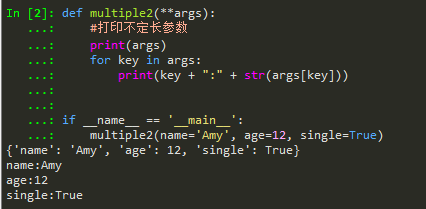 In [2]: def multiple2(**args):
   ...:     #打印不定长参数
   ...:     print(args)
   ...:     for key in args:
   ...:         print(key + ":" + str(args[key]))
   ...:
   ...:
   ...: if __name__ == '__main__':
   ...:     multiple2(name='Amy', age=12, single=True)
{'name': 'Amy', 'age': 12, 'single': True}
name:Amy
age:12
single:True